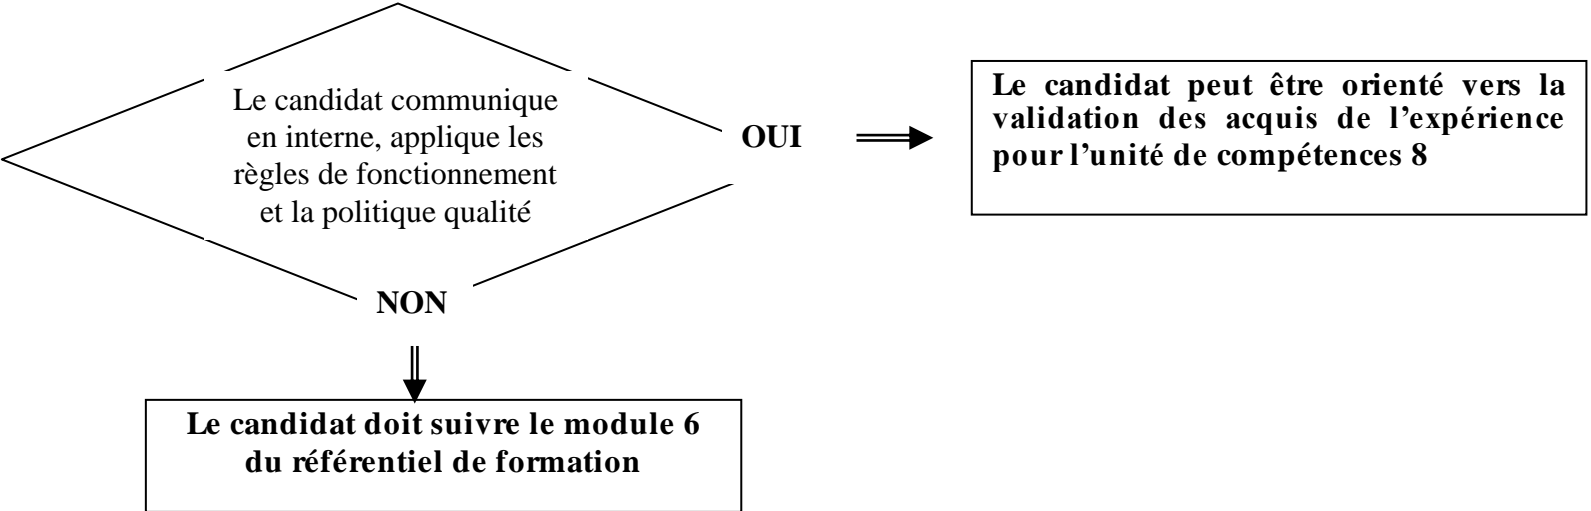 Le candidat communique
en interne, applique les
règles de fonctionnement
et la politique qualité
OUI
Le candidat peut être orienté vers la
validation des acquis de l’expérience
pour l’unité de compétences 8
NON
Le candidat doit suivre le module 6
du référentiel de formation